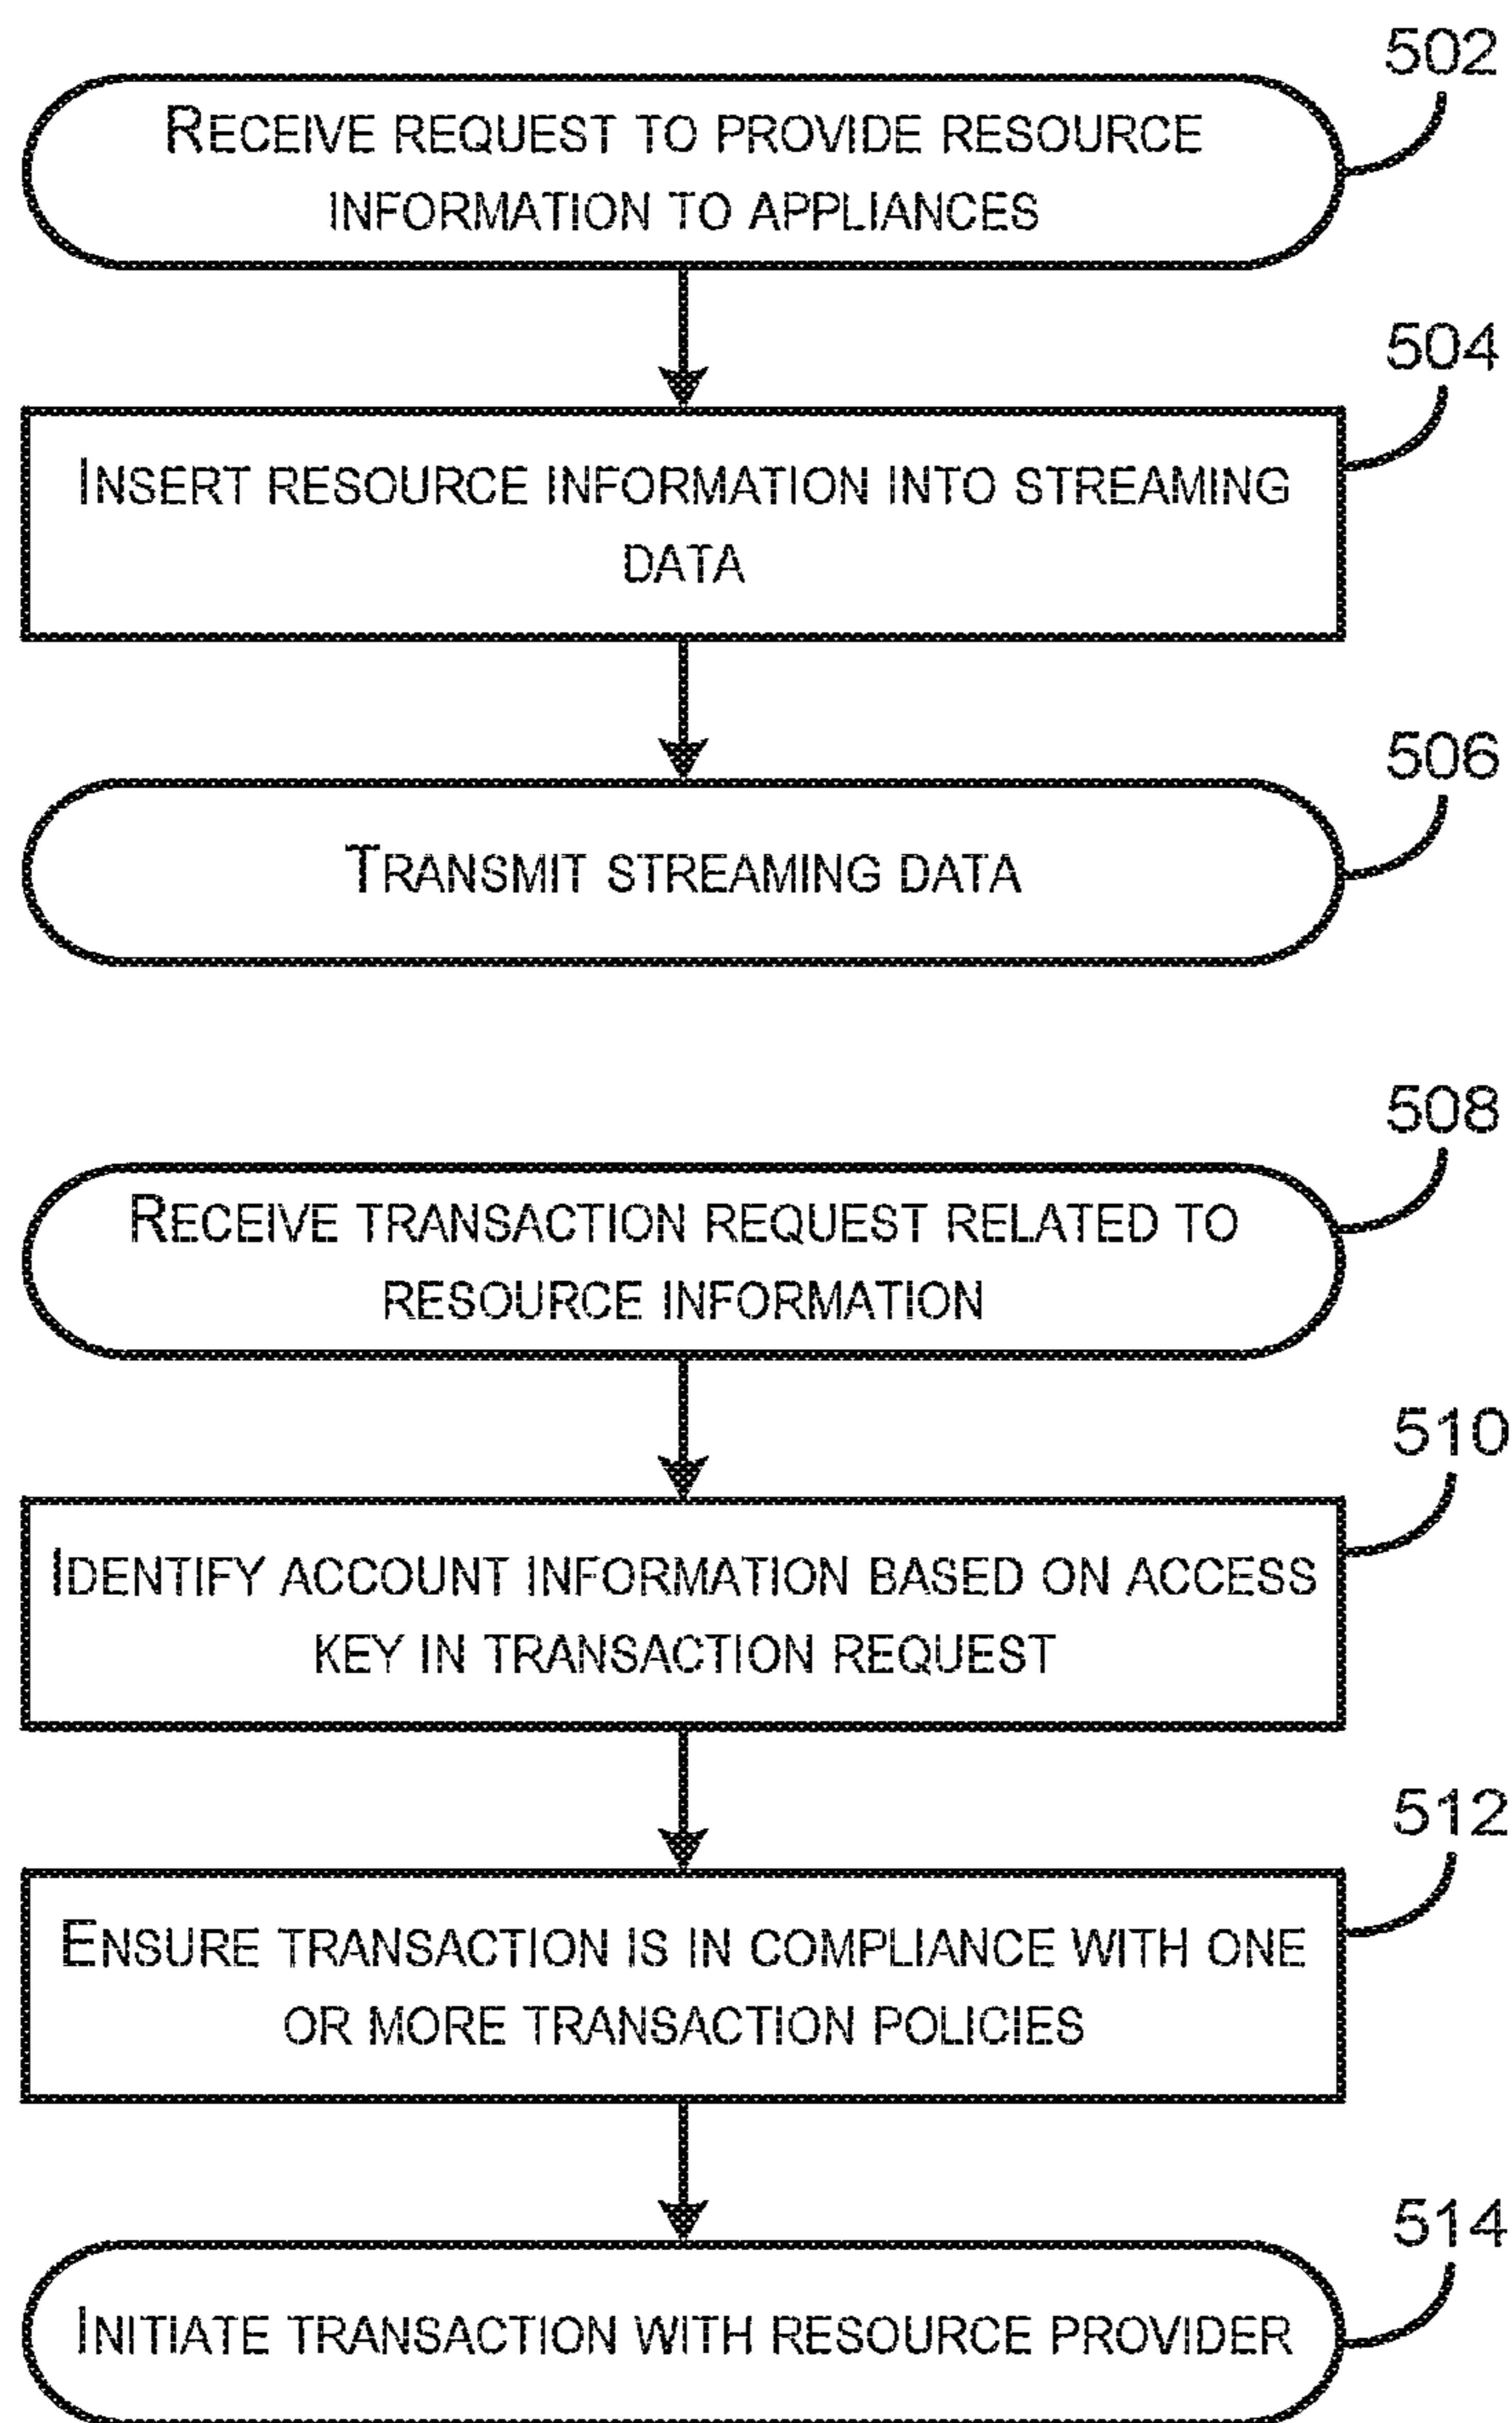 502
RECEIVE REQUEST TO PROVIDE RESOURCE
INFORMATION TO APPLIANCES
504
INSERT RESOURCE INFORMATION INTO STREAMING
DATA
506
TRANSMIT STREAMING DATA
508
RECEIVE TRANSACTION REQUEST RELATED TO
RESOURCE INFORMATION
510
IDENTIFY ACCOUNT INFORMATION BASED ON ACCESS
KEY IN TRANSACTION REQUEST
512
ENSURE TRANSACTION IS IN COMPLIANCE WITH ONE
OR MORE TRANSACTION POLICIES
514
INITIATE TRANSACTION WITH RESOURCE PROVIDER